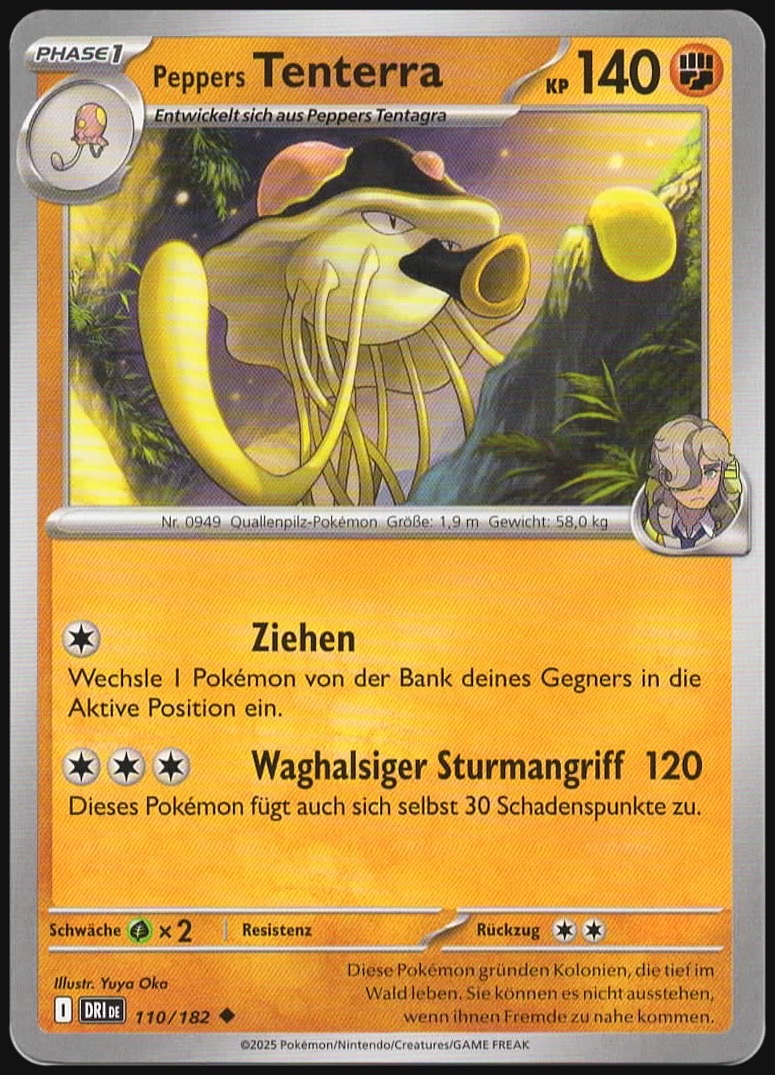 PHASE 1
Peppers Tenterra
KP 140
Entwickelt sich aus Peppers Tentagra
Nr. 0949 Quallenpilz-Pokémon Größe: 1,9 m Gewicht: 58,0 kg
Ziehen
Wechsle 1 Pokémon von der Bank deines Gegners in die
Aktive Position ein.
Waghalsiger Sturmangriff 120
Dieses Pokémon fügt auch sich selbst 30 Schadenspunkte zu.
Schwäche ×2 Resistenz Rückzug
Illustr. Yuya Oka
I DRI DE 110/182
Diese Pokémon gründen Kolonien, die tief im
Wald leben. Sie können es nicht ausstehen,
wenn ihnen Fremde zu nahe kommen.
©2025 Pokémon/Nintendo/Creatures/GAME FREAK